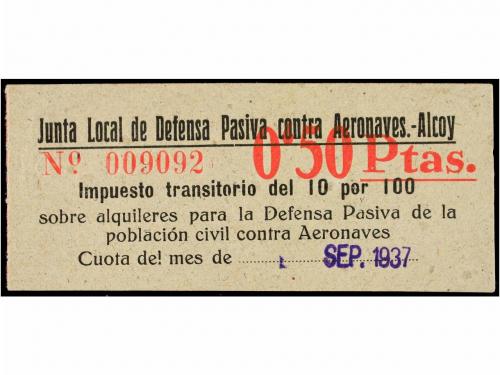 Junta Local de Defensa Pasiva contra Aeronaves.-Alcoy
Nº 009092 0'50 Ptas.
Impuesto transitorio del 10 por 100
sobre alquileres para la Defensa Pasiva de la
población civil contra Aeronaves
Cuota del mes de SEP. 1937